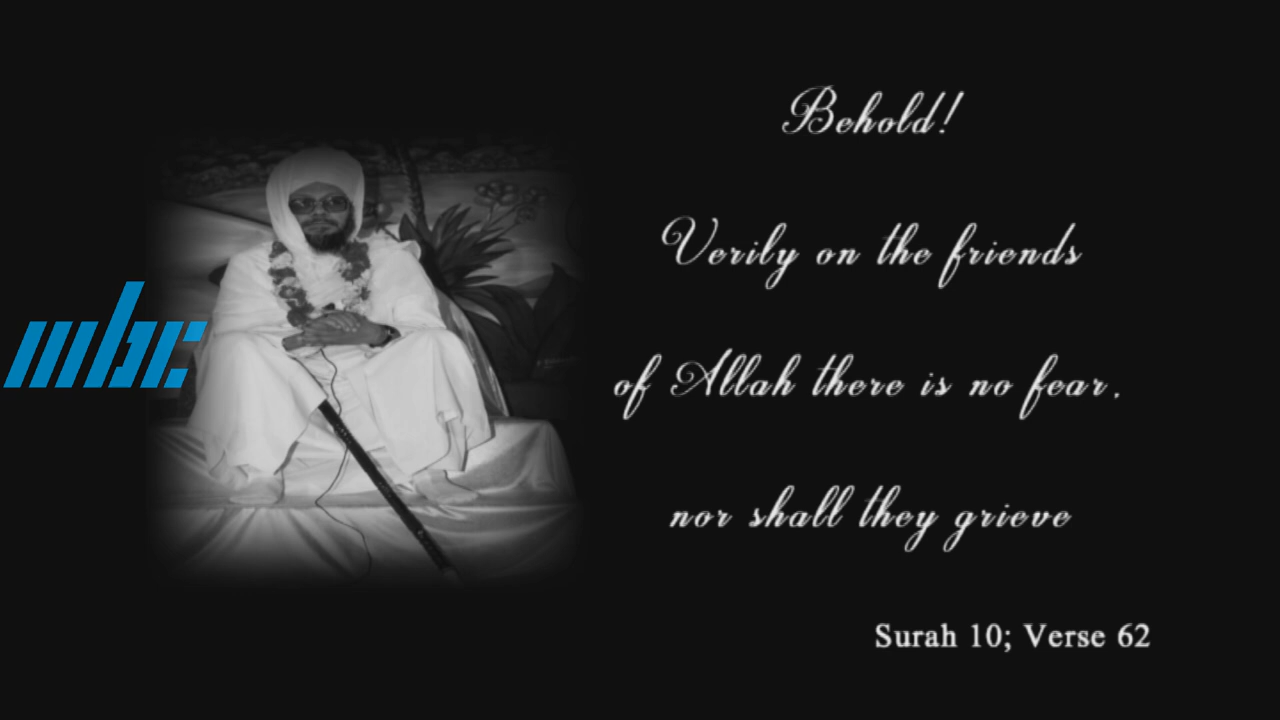 Behold!
Verily on the friends
of Allah there is no fear,
nor shall they grieve
Surah 10; Verse 62
mbc